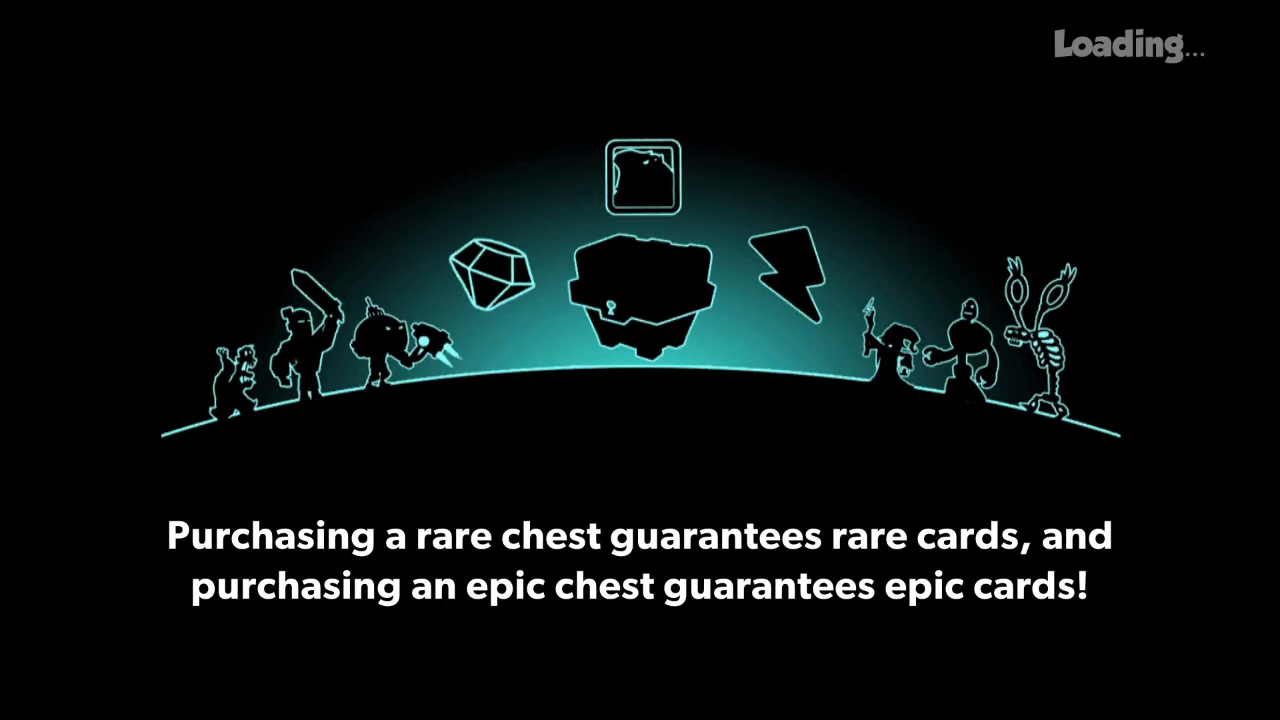 Loading...
Purchasing a rare chest guarantees rare cards, and
purchasing an epic chest guarantees epic cards!